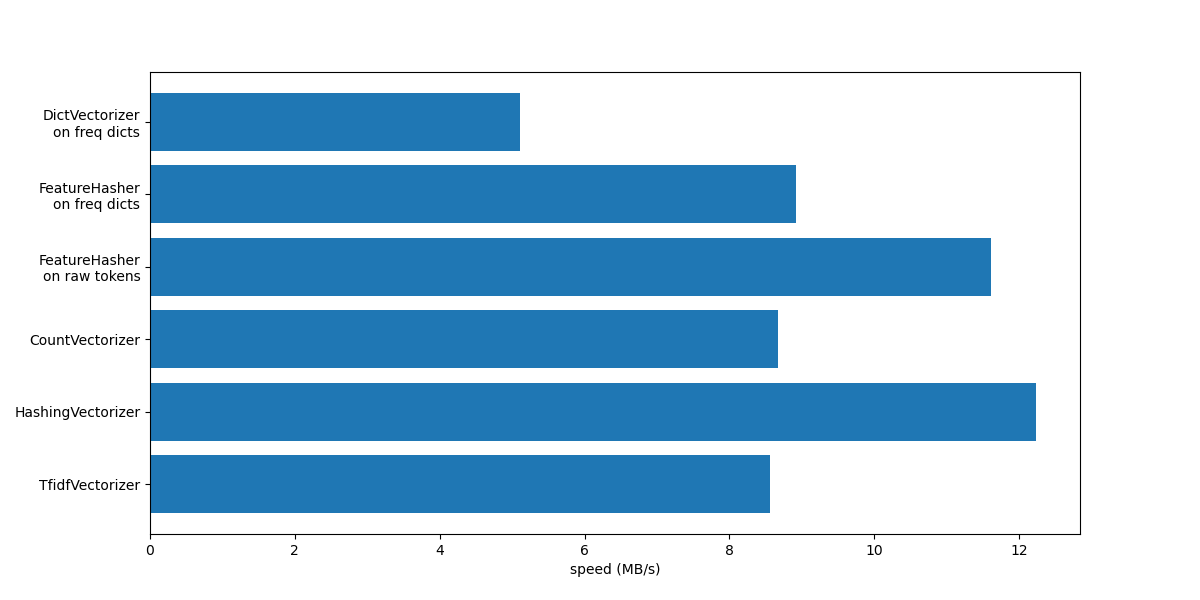 DictVectorizer
on freq dicts
FeatureHasher
on freq dicts
FeatureHasher
on raw tokens
CountVectorizer
HashingVectorizer
TfidfVectorizer
0 2 4 6 8 10 12
speed (MB/s)